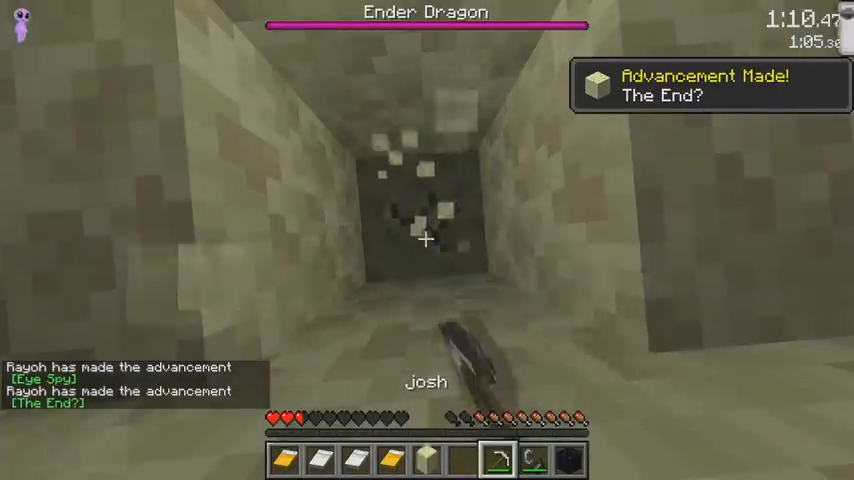 Ender Dragon
1:10.47
1:05.36
Advancement Made!
The End?
Rayoh has made the advancement
[Eye Spy]
Rayoh has made the advancement
[The End?]
josh